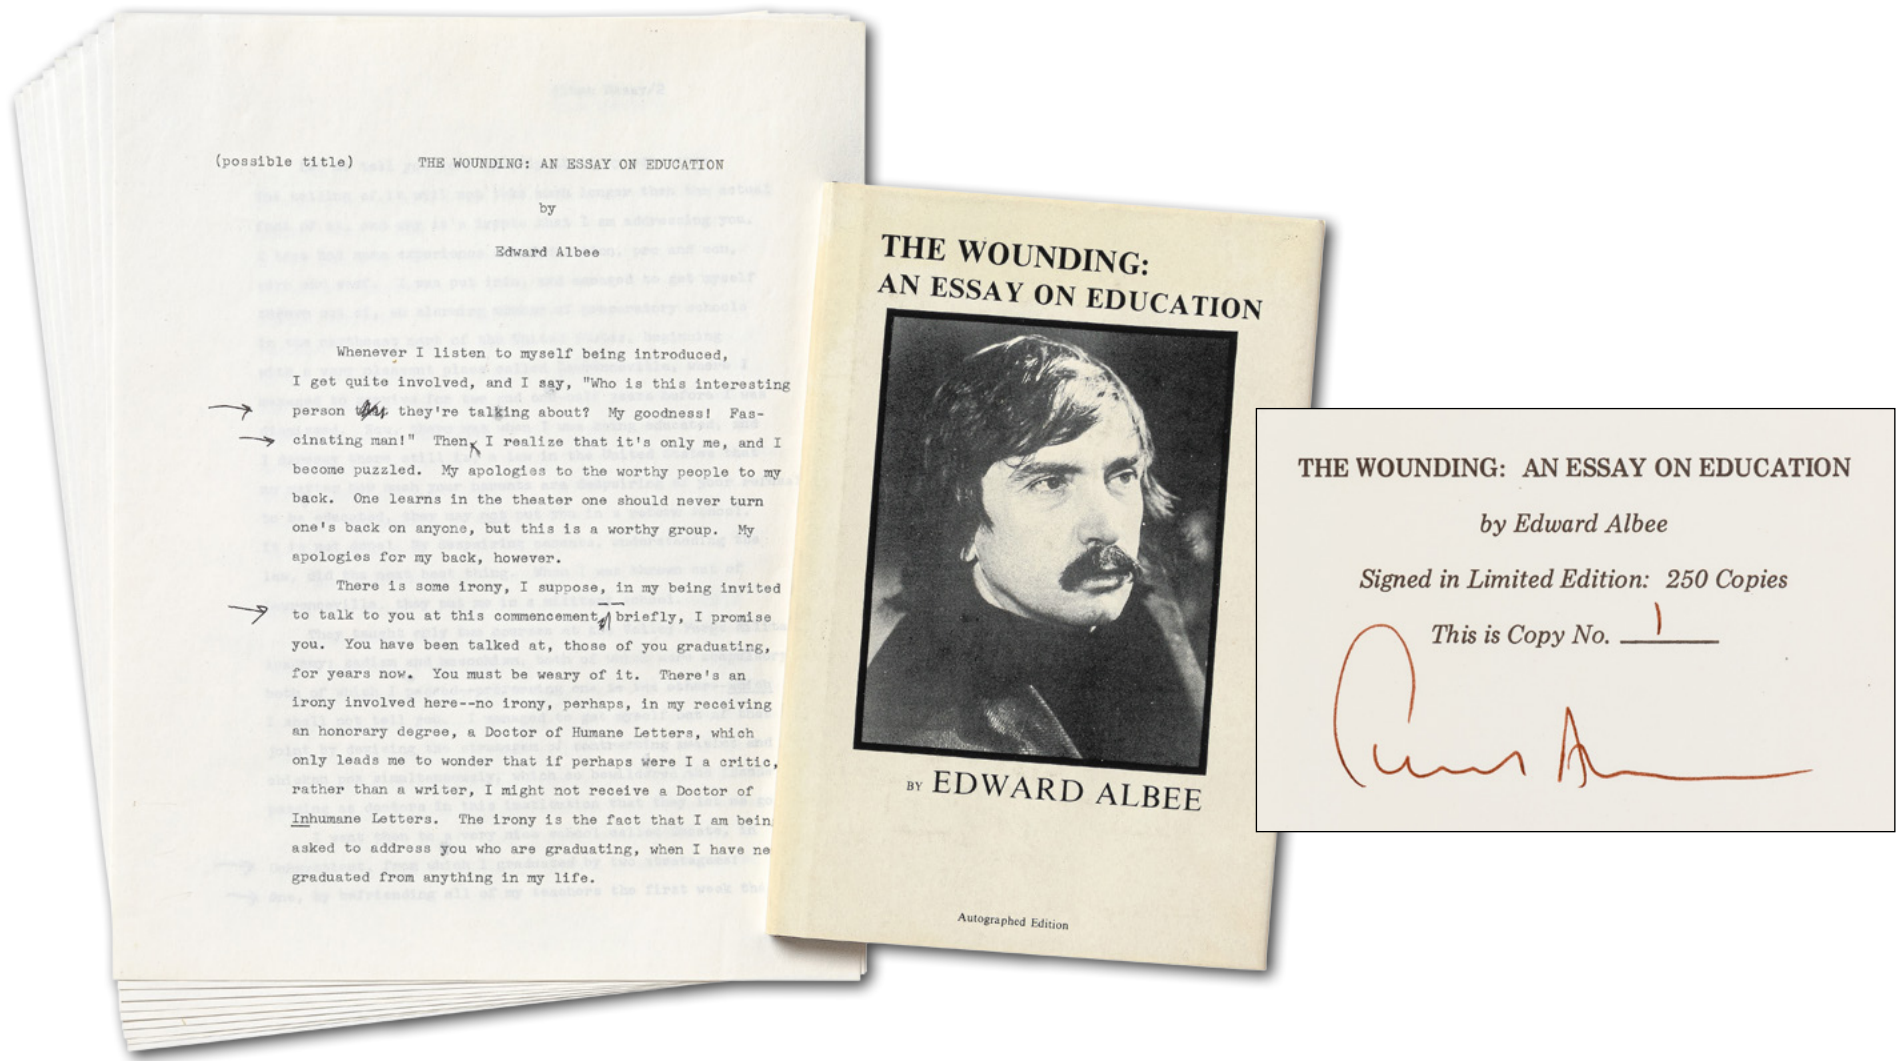 (possible title) THE WOUNDING: AN ESSAY ON EDUCATION
by
Edward Albee
Whenever I listen to myself being introduced,
I get quite involved, and I say, "Who is this interesting
person they're talking about? My goodness! Fas-
cinating man!" Then, I realize that it's only me, and I
become puzzled. My apologies to the worthy people to my
back. One learns in the theater one should never turn
one's back on anyone, but this is a worthy group. My
apologies for my back, however.
There is some irony, I suppose, in my being invited
to talk to you at this commencement, briefly, I promise
you. You have been talked at, those of you graduating,
for years now. You must be weary of it. There's an
irony involved here--no irony, perhaps, in my receiving
an honorary degree, a Doctor of Humane Letters, which
only leads me to wonder that if perhaps were I a critic,
rather than a writer, I might not receive a Doctor of
Inhumane Letters. The irony is the fact that I am being
asked to address you who are graduating, when I have ne
graduated from anything in my life.
THE WOUNDING:
AN ESSAY ON EDUCATION
BY EDWARD ALBEE
Autographed Edition
THE WOUNDING: AN ESSAY ON EDUCATION
by Edward Albee
Signed in Limited Edition: 250 Copies
This is Copy No. 1